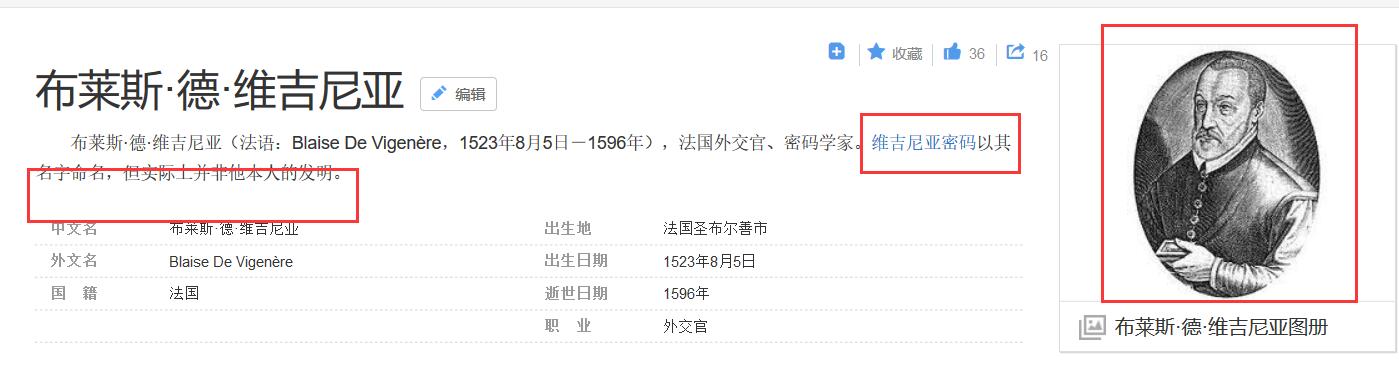 收藏
36
16
布莱斯·德·维吉尼亚
编辑
布莱斯·德·维吉尼亚（法语：Blaise De Vigenère，1523年8月5日－1596年），法国外交官、密码学家。维吉尼亚密码以其
名字命名，但实际上并非他本人的发明。
中文名 布莱斯·德·维吉尼亚 出生地 法国圣布尔善市
外文名 Blaise De Vigenère 出生日期 1523年8月5日
国 籍 法国 逝世日期 1596年
职 业 外交官
布莱斯·德·维吉尼亚图册